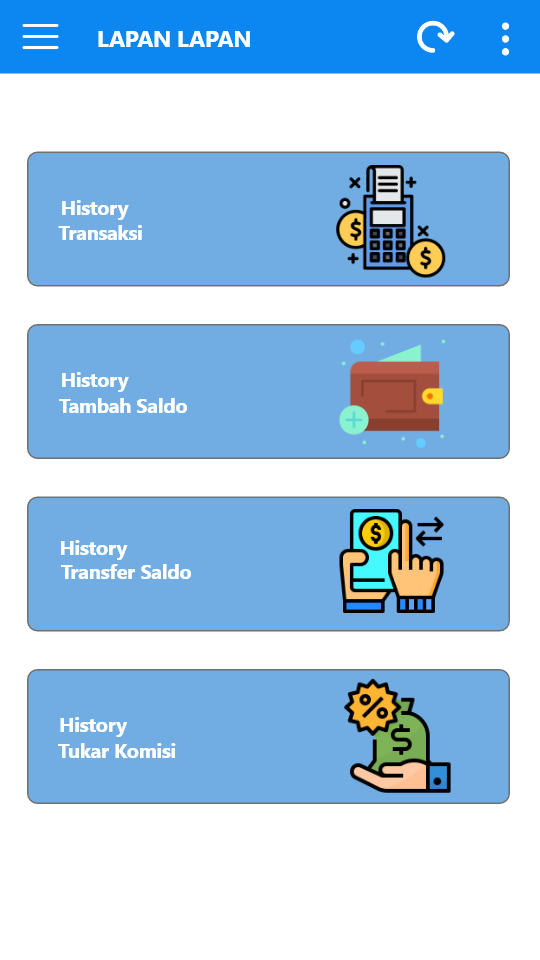 LAPAN LAPAN
History
Transaksi
History
Tambah Saldo
History
Transfer Saldo
History
Tukar Komisi